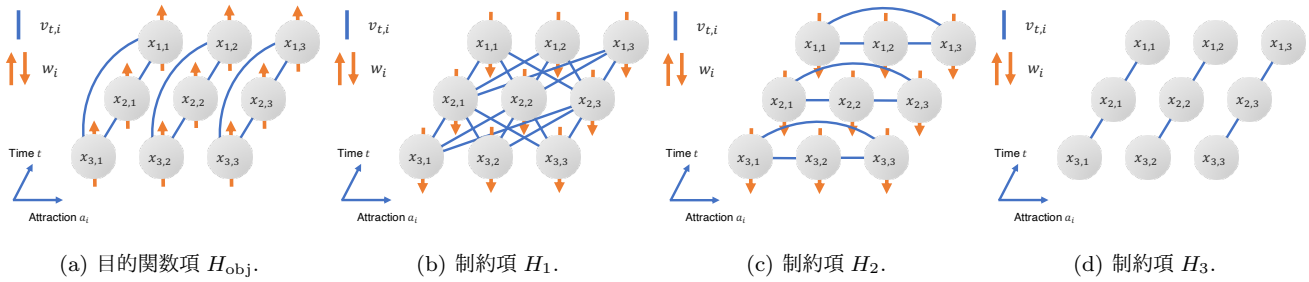 $v_{t,i}$
$w_i$
$x_{1,1}$ $x_{1,2}$ $x_{1,3}$
$x_{2,1}$ $x_{2,2}$ $x_{2,3}$
$x_{3,1}$ $x_{3,2}$ $x_{3,3}$
Time $t$
Attraction $a_i$
(a) 目的関数項 $H_{\mathrm{obj}}$.
$v_{t,i}$
$w_i$
$x_{1,1}$ $x_{1,2}$ $x_{1,3}$
$x_{2,1}$ $x_{2,2}$ $x_{2,3}$
$x_{3,1}$ $x_{3,2}$ $x_{3,3}$
Time $t$
Attraction $a_i$
(b) 制約項 $H_1$.
$v_{t,i}$
$w_i$
$x_{1,1}$ $x_{1,2}$ $x_{1,3}$
$x_{2,1}$ $x_{2,2}$ $x_{2,3}$
$x_{3,1}$ $x_{3,2}$ $x_{3,3}$
Time $t$
Attraction $a_i$
(c) 制約項 $H_2$.
$v_{t,i}$
$w_i$
$x_{1,1}$ $x_{1,2}$ $x_{1,3}$
$x_{2,1}$ $x_{2,2}$ $x_{2,3}$
$x_{3,1}$ $x_{3,2}$ $x_{3,3}$
Time $t$
Attraction $a_i$
(d) 制約項 $H_3$.